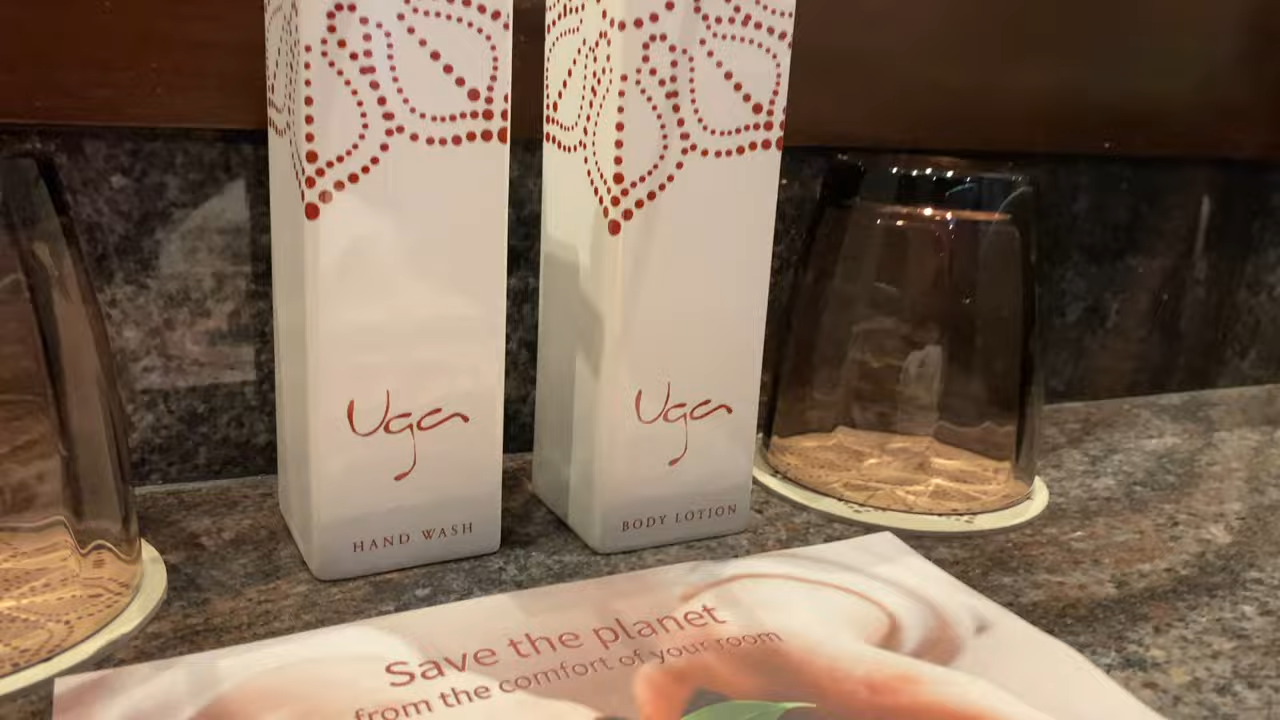 Uga
HAND WASH
Uga
BODY LOTION
Save the planet
from the comfort of your room